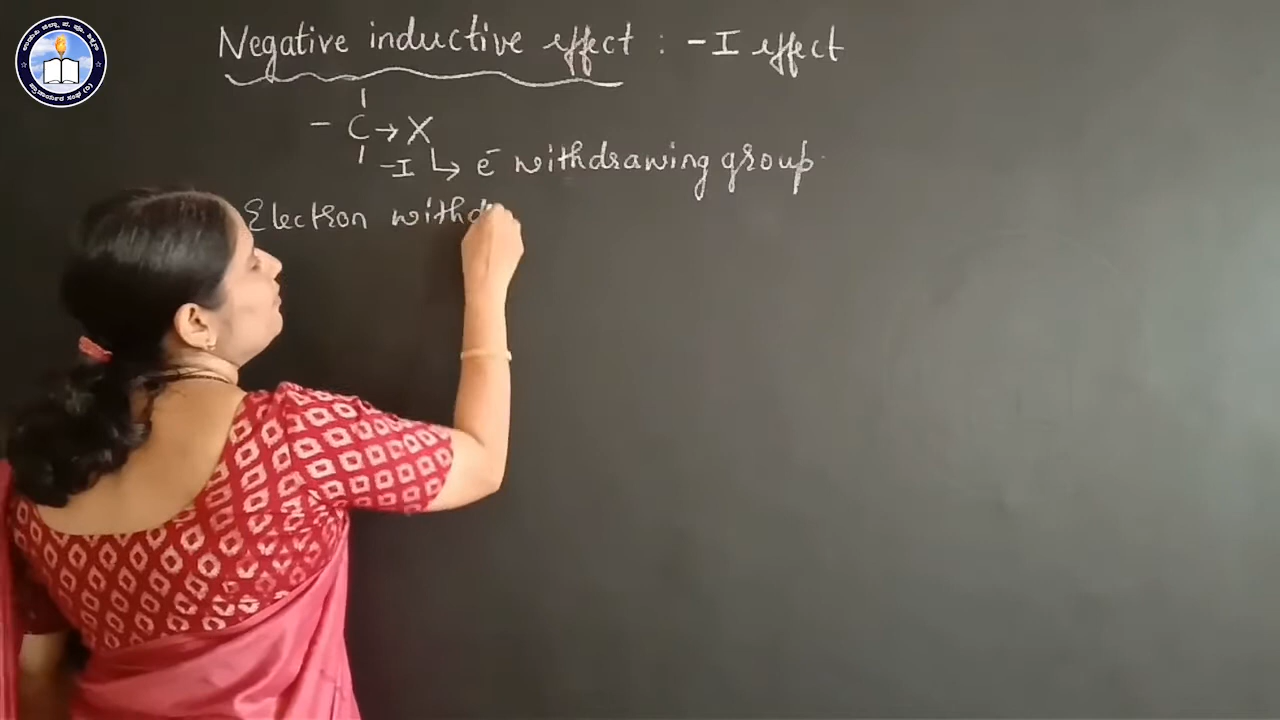 Negative inductive effect : -I effect
- C → X
-I ↳ e⁻ withdrawing group
Electron withd